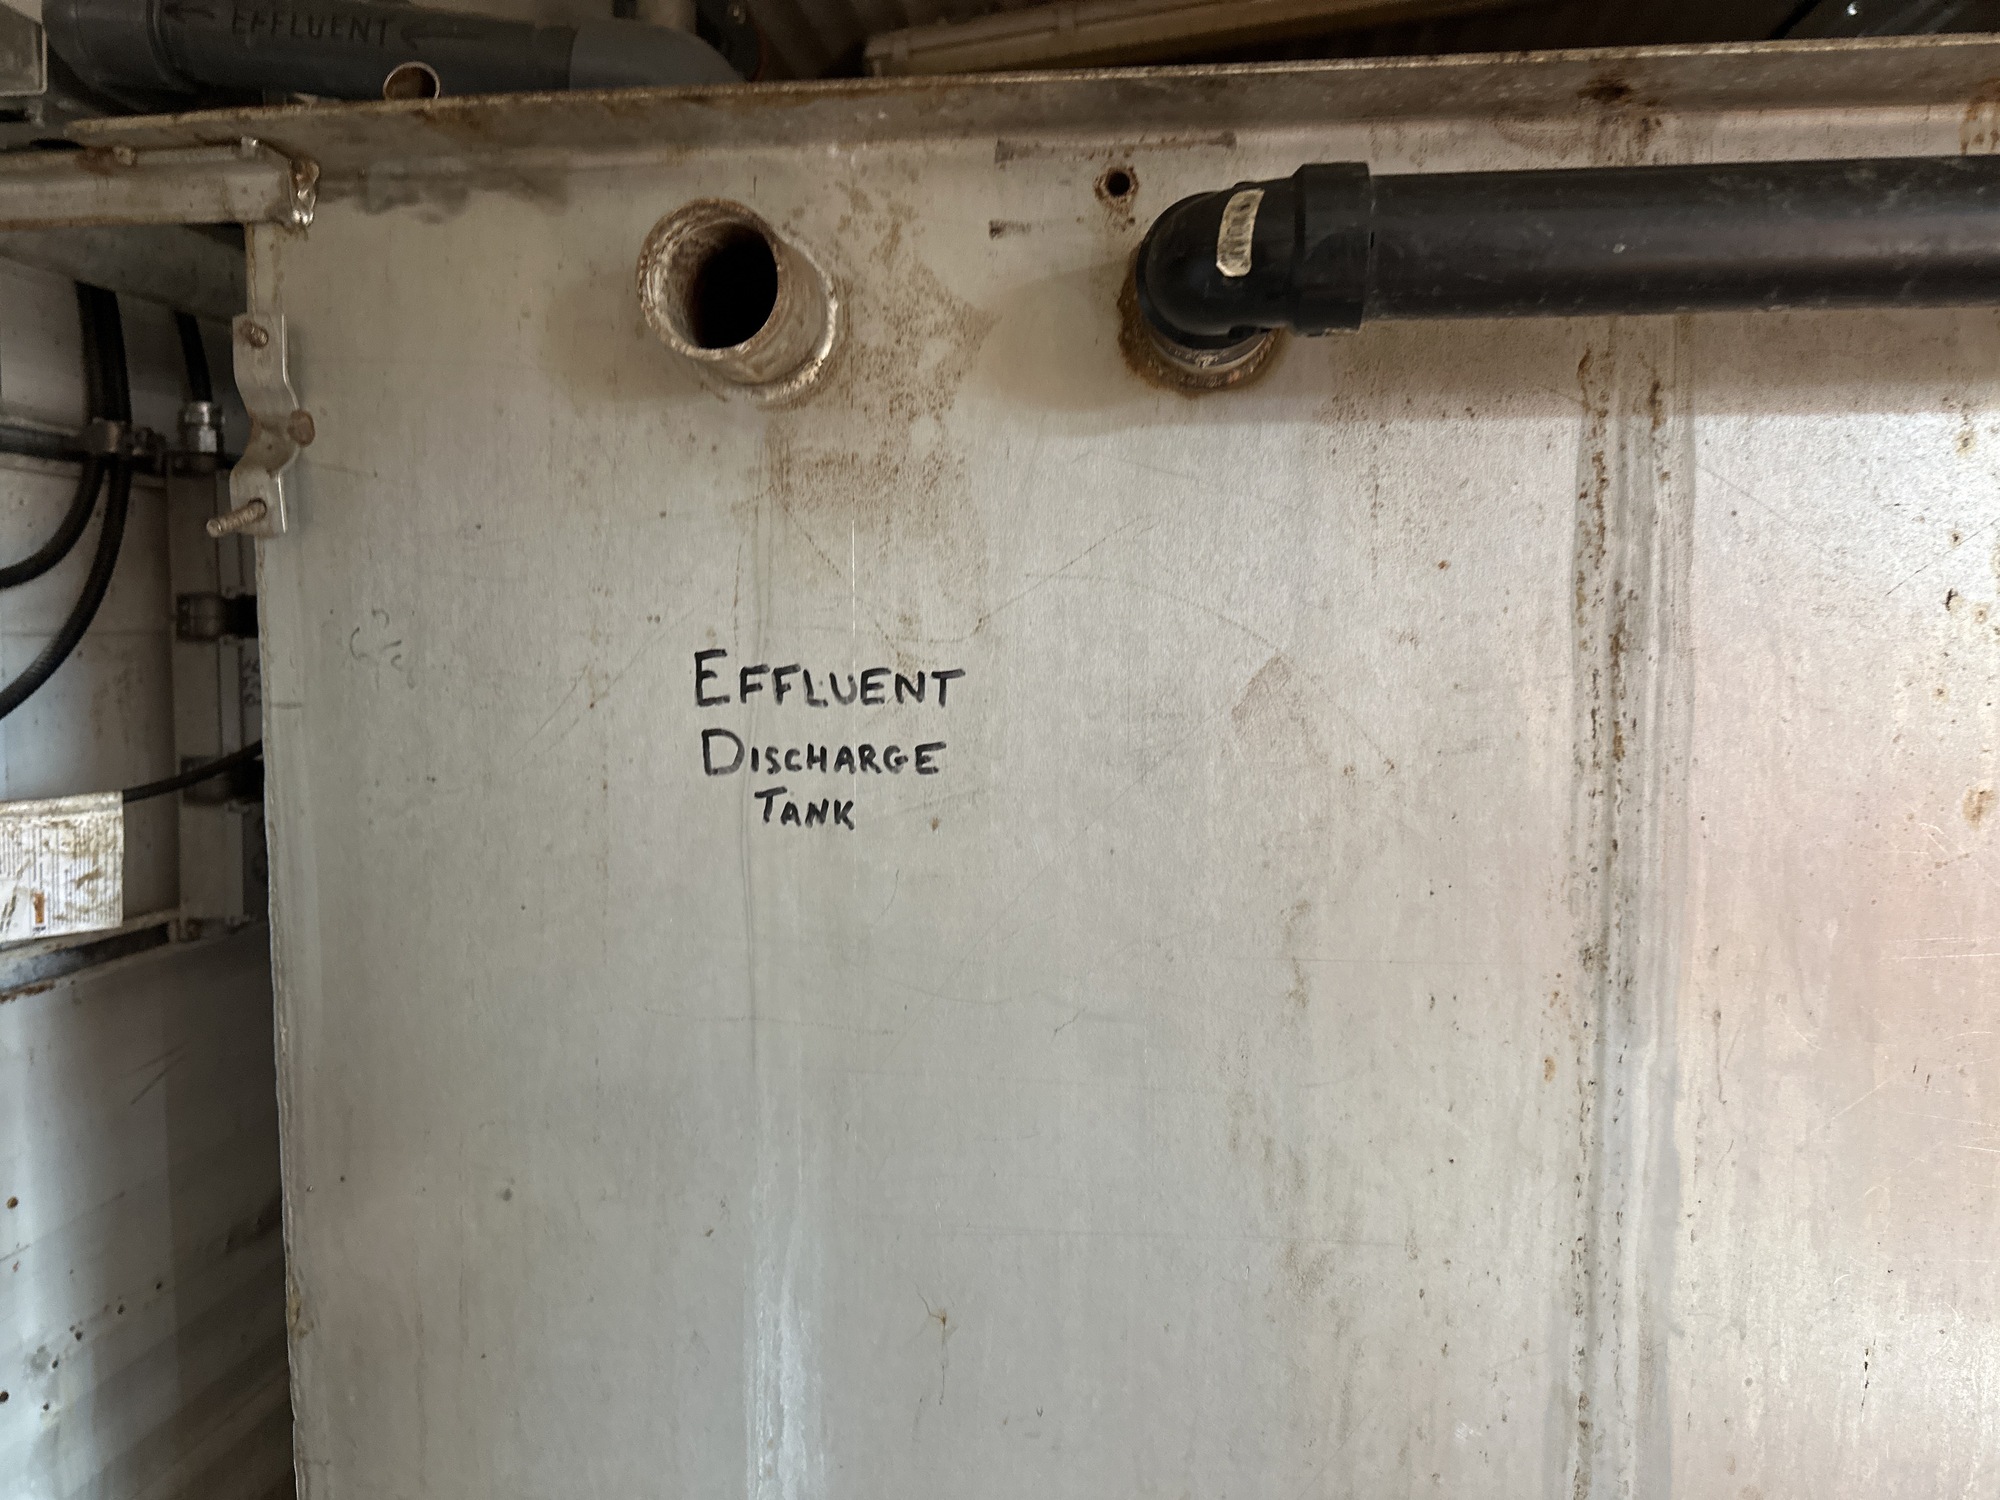 ← EFFLUENT ←
EFFLUENT
DISCHARGE
TANK